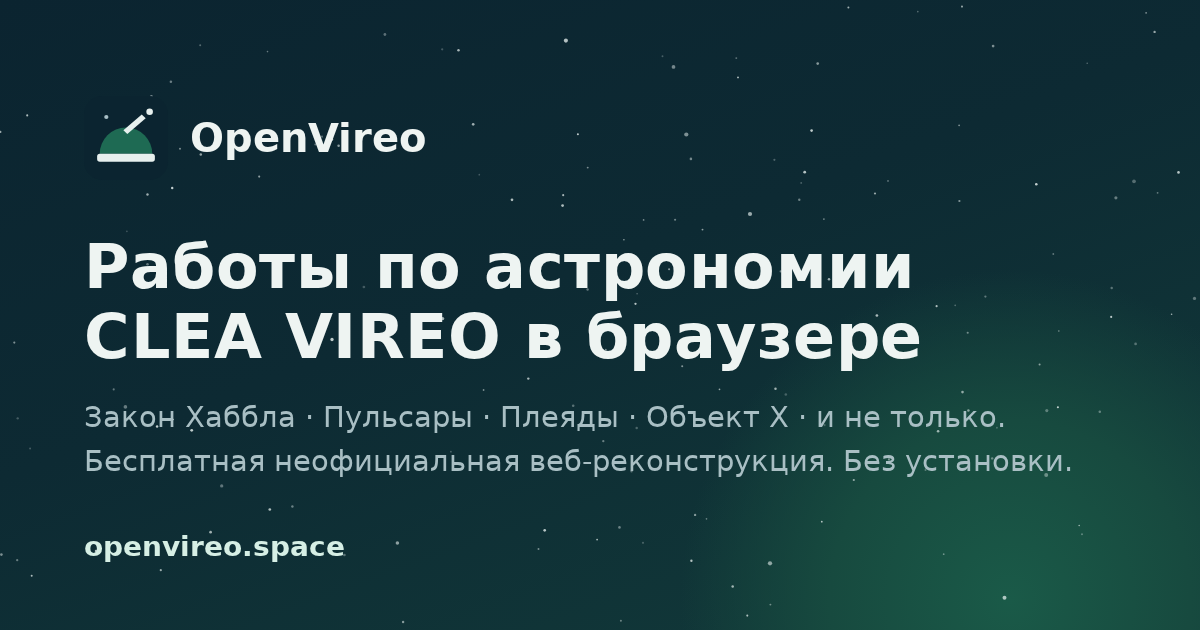 OpenVireo
Работы по астрономии
CLEA VIREO в браузере
Закон Хаббла · Пульсары · Плеяды · Объект X · и не только.
Бесплатная неофициальная веб-реконструкция. Без установки.
openvireo.space